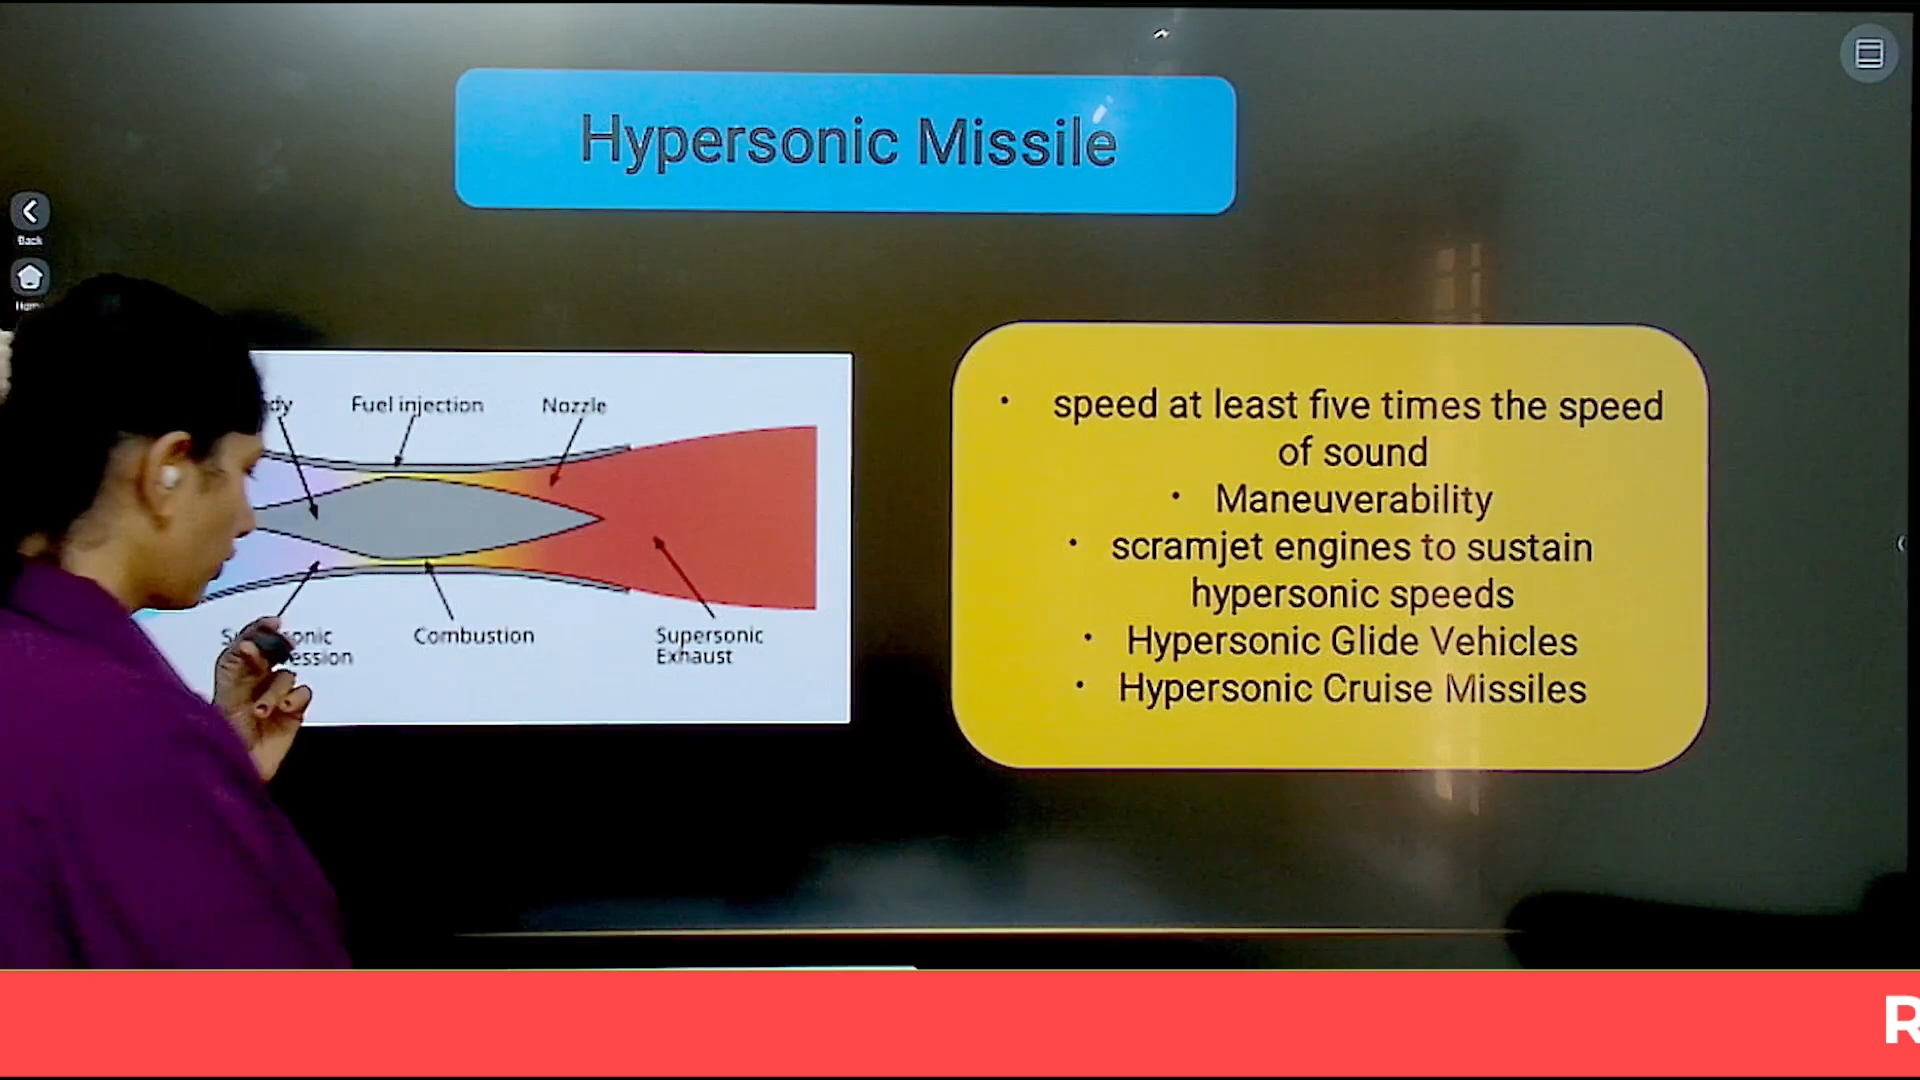 Hypersonic Missile
Back
Fuel injection
Nozzle
Combustion
Supersonic
Exhaust
• speed at least five times the speed
of sound
• Maneuverability
• scramjet engines to sustain
hypersonic speeds
• Hypersonic Glide Vehicles
• Hypersonic Cruise Missiles
R